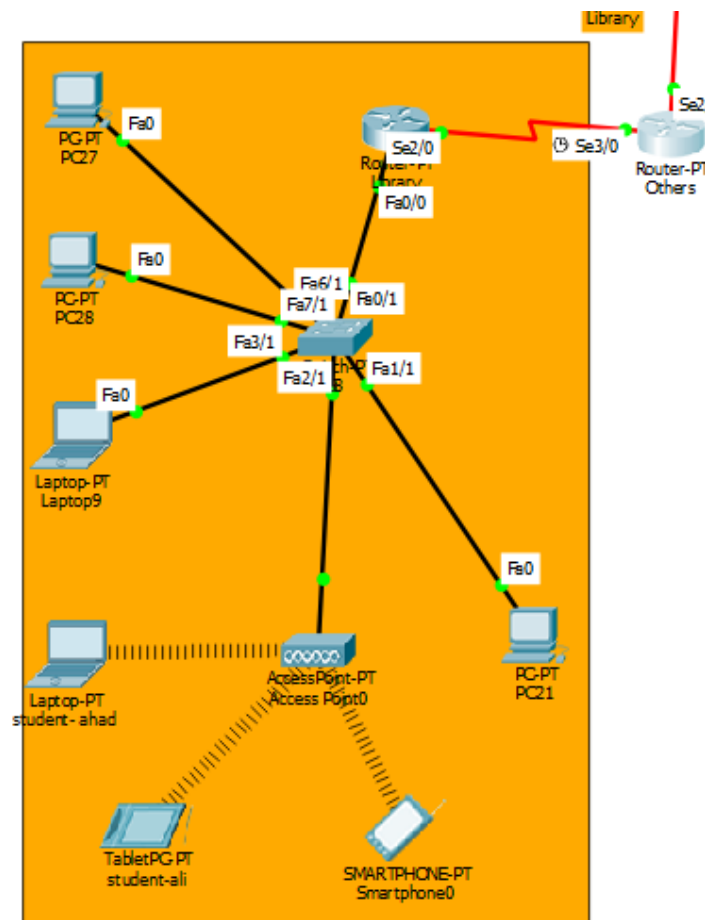 Library
Fa0
PC-PT
PC27
Se2/0
Router-PT
Library
Se3/0
Se2
Router-PT
Others
Fa0/0
Fa0
PC-PT
PC28
Fa6/1
Fa0/1
Fa7/1
Fa3/1
Fa2/1
Fa1/1
Fa0
Laptop-PT
Laptop9
Fa0
PC-PT
PC21
AccessPoint-PT
Access Point0
Laptop-PT
student- ahad
TabletPC-PT
student-ali
SMARTPHONE-PT
Smartphone0